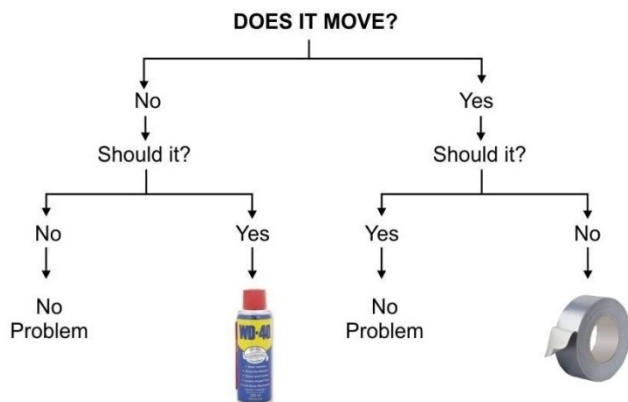 DOES IT MOVE?
No
Yes
Should it?
Should it?
No
Yes
Yes
No
No
Problem
No
Problem
WD-40